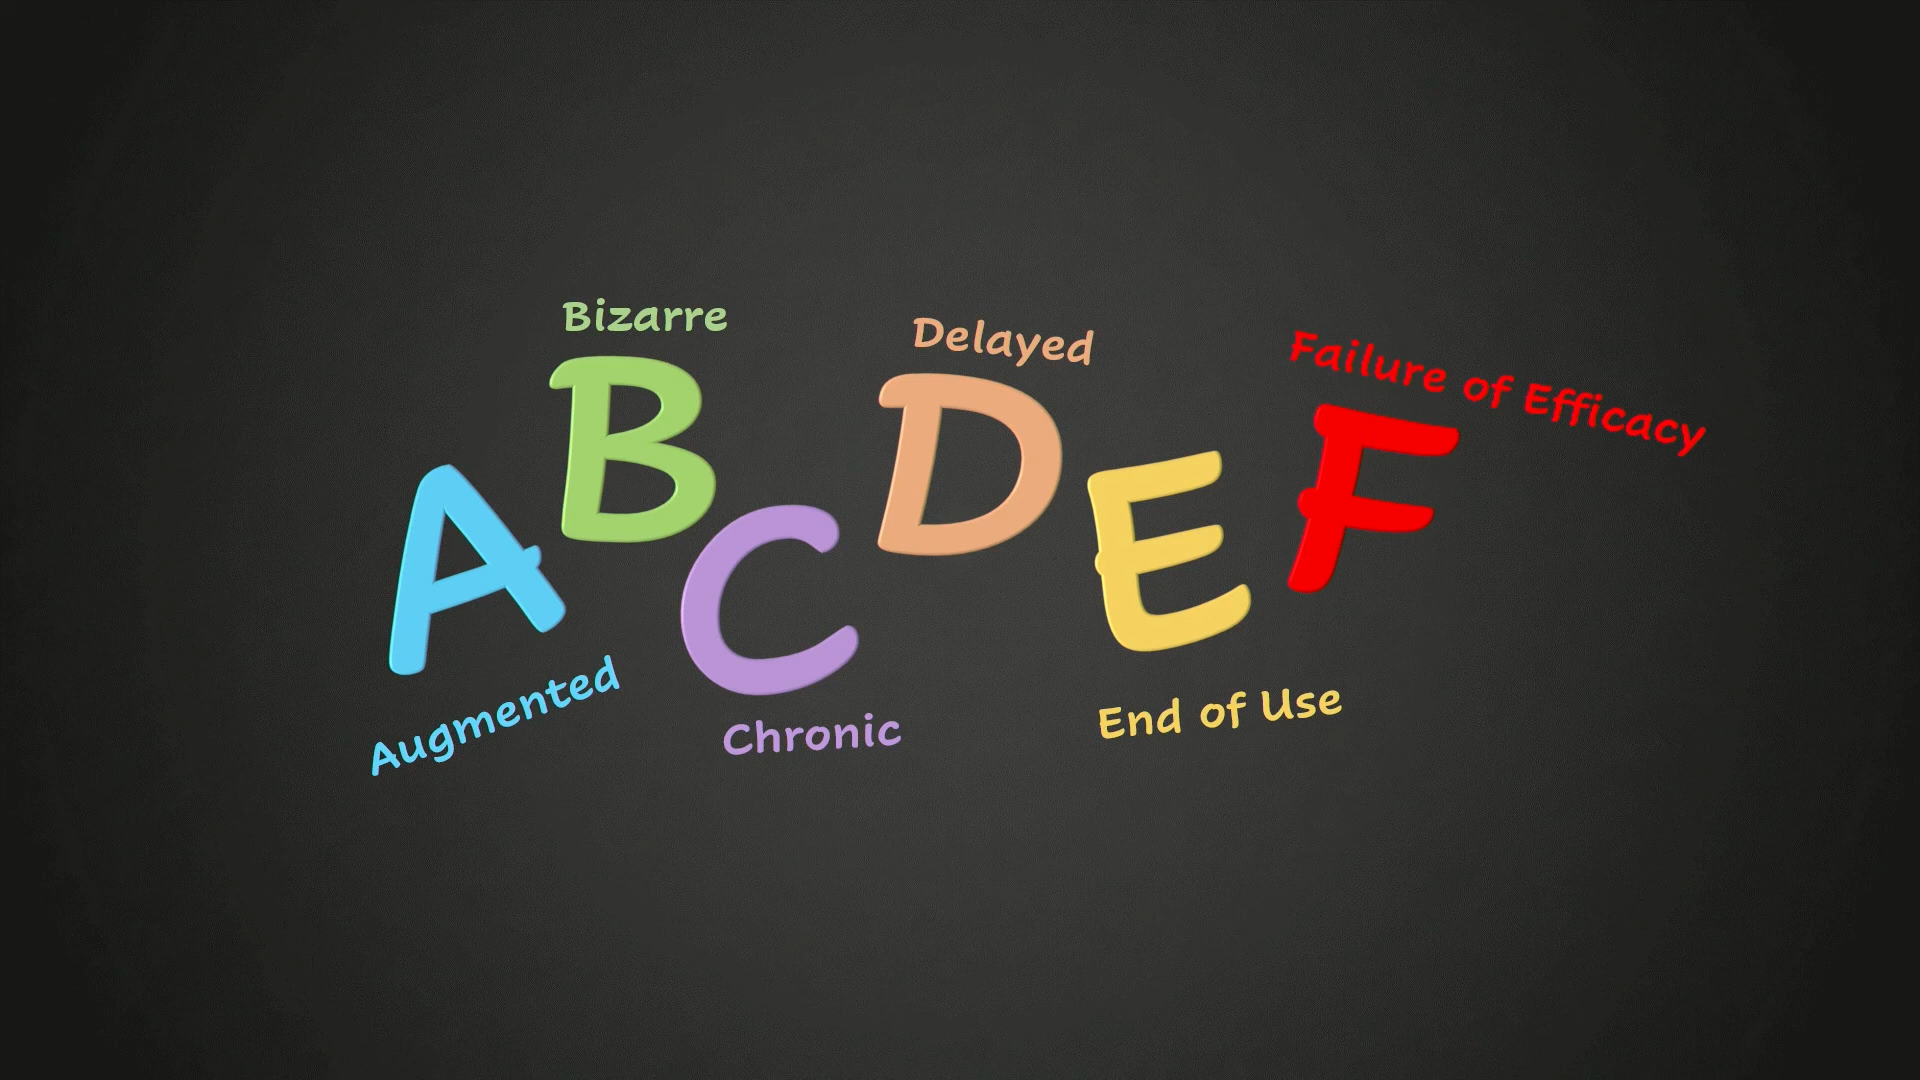 A
Augmented
B
Bizarre
C
Chronic
D
Delayed
E
End of Use
F
Failure of Efficacy